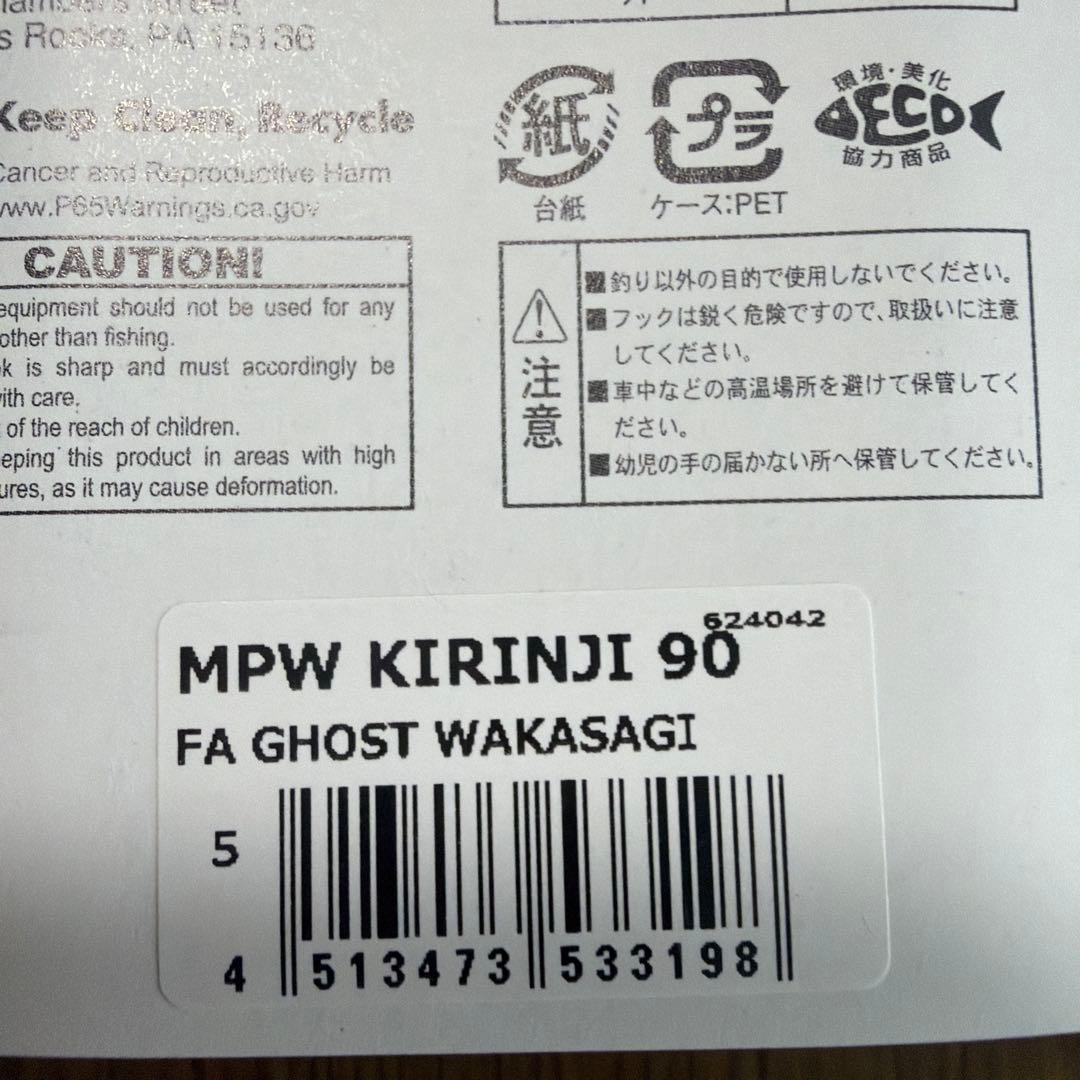 Street
s Rocks, PA 15136
Keep Clean, Recycle
Cancer and Reproductive Harm
www.P65Warnings.ca.gov
CAUTION!
equipment should not be used for any
other than fishing.
k is sharp and must accordingly be
with care.
of the reach of children.
eping this product in areas with high
ures, as it may cause deformation.
紙
台紙
プラ
ケース:PET
環境・美化
ECO
協力商品
注意
釣り以外の目的で使用しないでください。
フックは鋭く危険ですので、取扱いに注意
してください。
車中などの高温場所を避けて保管してく
ださい。
幼児の手の届かない所へ保管してください。
624042
MPW KIRINJI 90
FA GHOST WAKASAGI
5
4 513473 533198